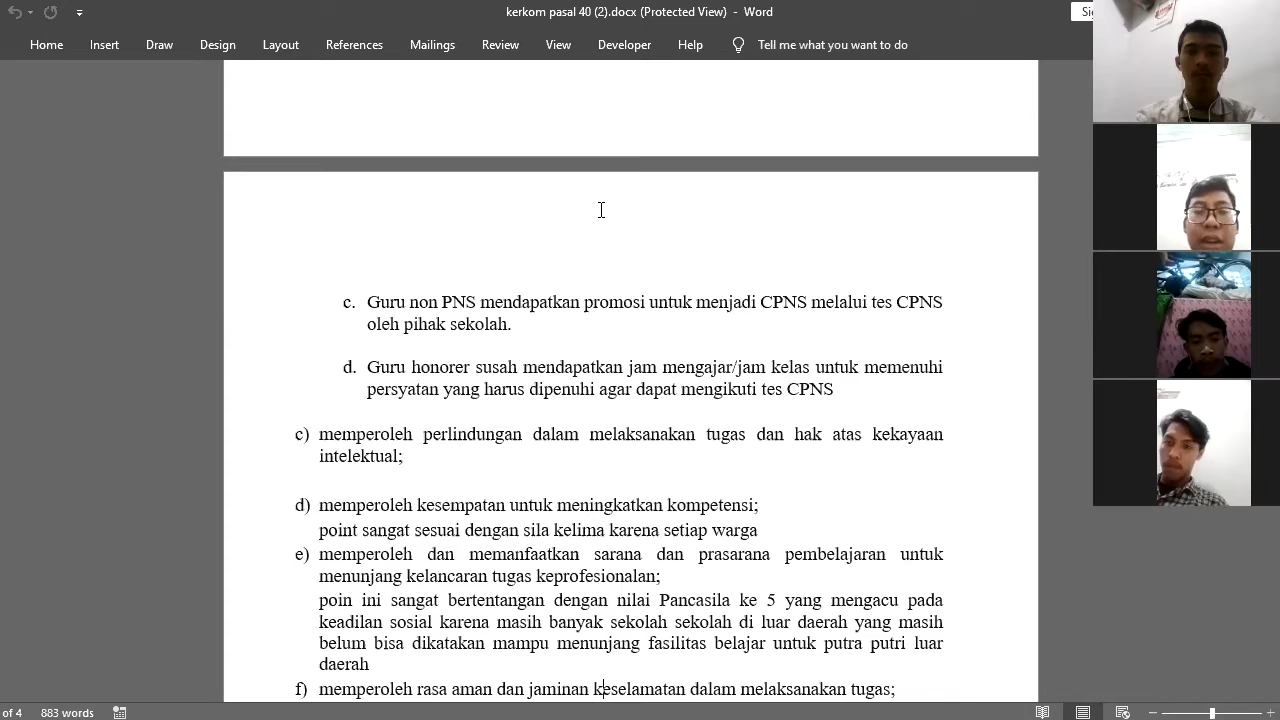 kerkom pasal 40 (2).docx (Protected View) - Word
Home Insert Draw Design Layout References Mailings Review View Developer Help Tell me what you want to do
c. Guru non PNS mendapatkan promosi untuk menjadi CPNS melalui tes CPNS
oleh pihak sekolah.
d. Guru honorer susah mendapatkan jam mengajar/jam kelas untuk memenuhi
persyatan yang harus dipenuhi agar dapat mengikuti tes CPNS
c) memperoleh perlindungan dalam melaksanakan tugas dan hak atas kekayaan
intelektual;
d) memperoleh kesempatan untuk meningkatkan kompetensi;
point sangat sesuai dengan sila kelima karena setiap warga
e) memperoleh dan memanfaatkan sarana dan prasarana pembelajaran untuk
menunjang kelancaran tugas keprofesionalan;
poin ini sangat bertentangan dengan nilai Pancasila ke 5 yang mengacu pada
keadilan sosial karena masih banyak sekolah sekolah di luar daerah yang masih
belum bisa dikatakan mampu menunjang fasilitas belajar untuk putra putri luar
daerah
f) memperoleh rasa aman dan jaminan keselamatan dalam melaksanakan tugas;
of 4 883 words